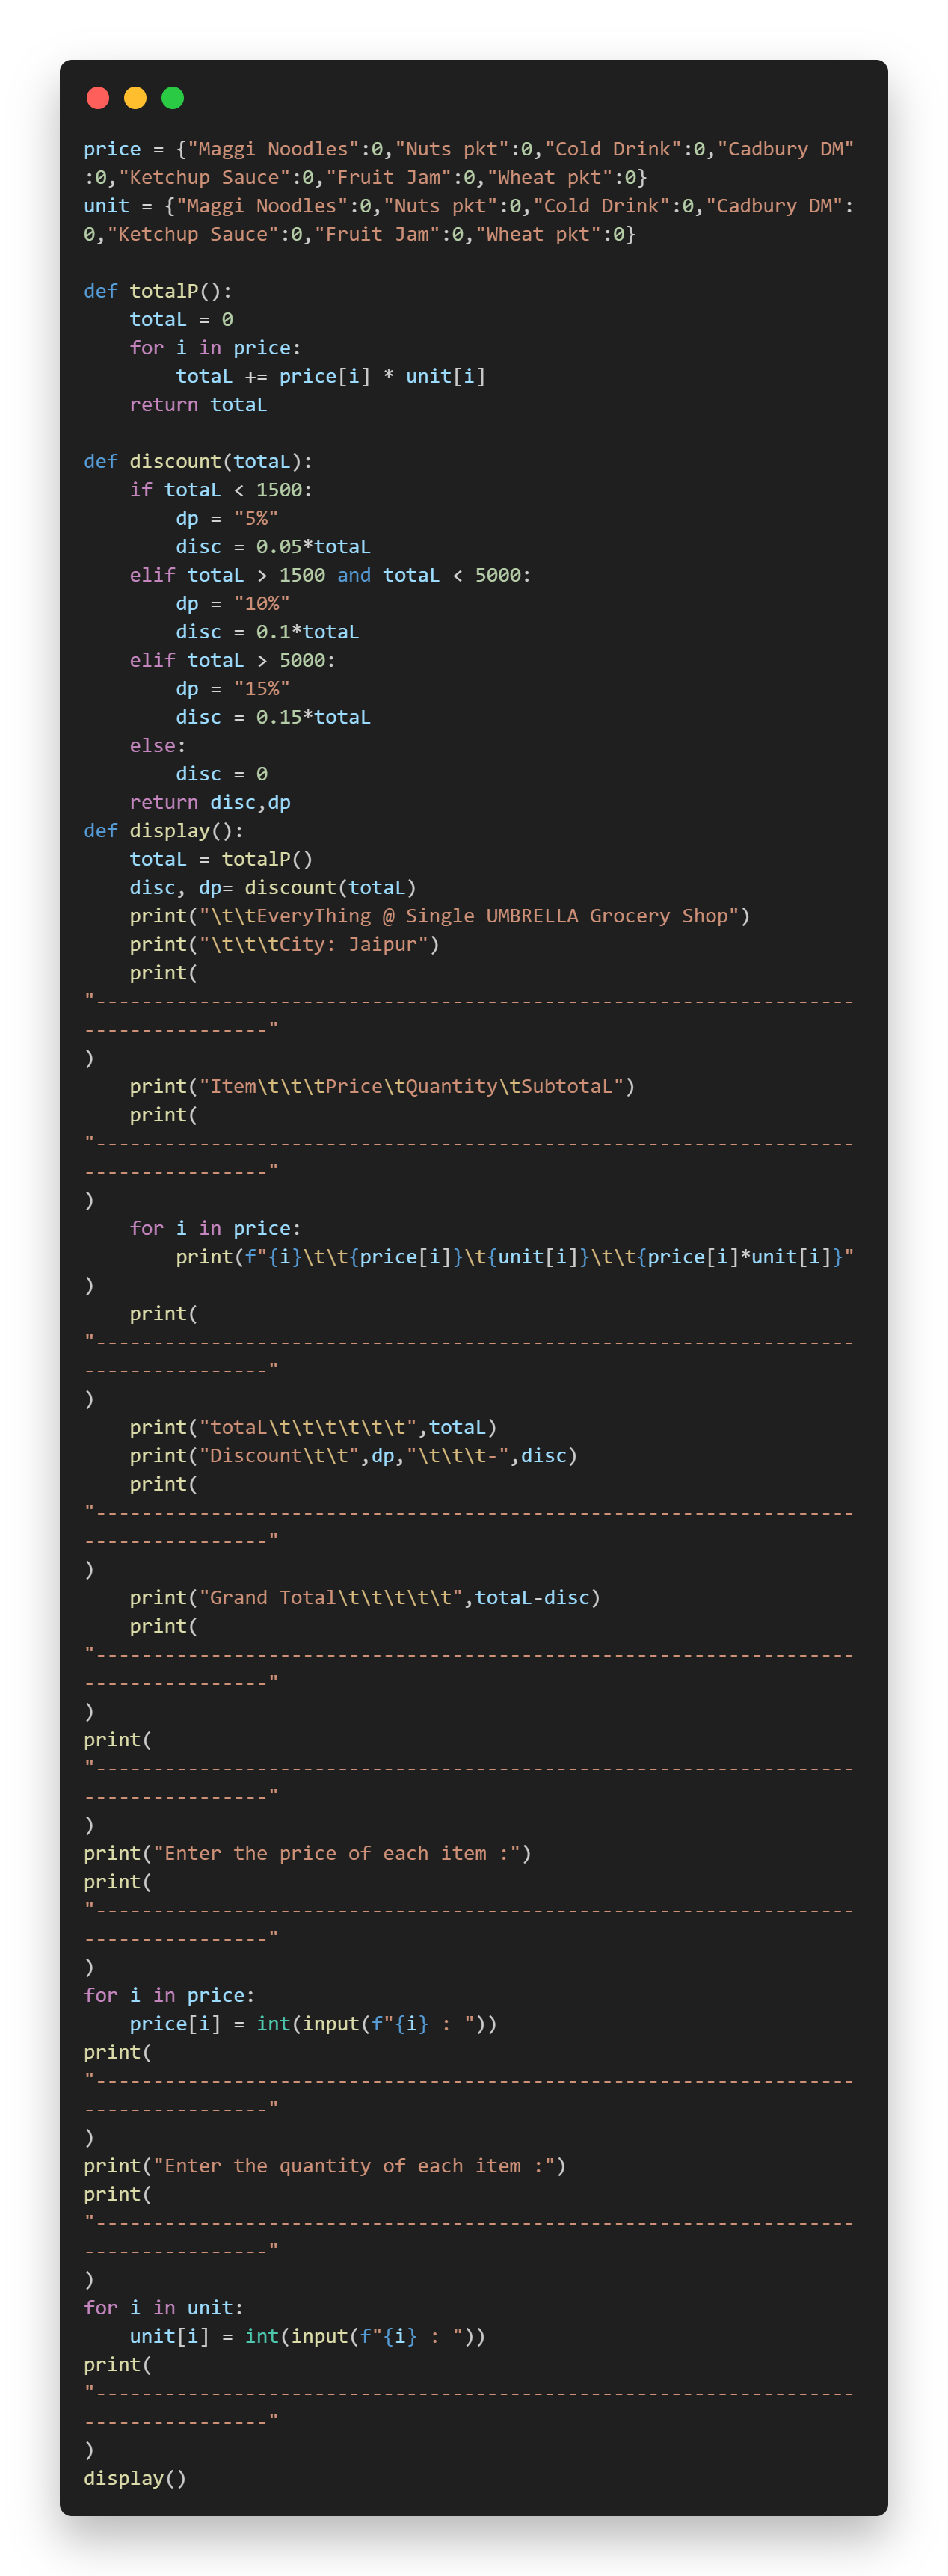 price = {"Maggi Noodles":0,"Nuts pkt":0,"Cold Drink":0,"Cadbury DM"
:0,"Ketchup Sauce":0,"Fruit Jam":0,"Wheat pkt":0}
unit = {"Maggi Noodles":0,"Nuts pkt":0,"Cold Drink":0,"Cadbury DM":
0,"Ketchup Sauce":0,"Fruit Jam":0,"Wheat pkt":0}

def totalP():
    totaL = 0
    for i in price:
        totaL += price[i] * unit[i]
    return totaL

def discount(totaL):
    if totaL < 1500:
        dp = "5%"
        disc = 0.05*totaL
    elif totaL > 1500 and totaL < 5000:
        dp = "10%"
        disc = 0.1*totaL
    elif totaL > 5000:
        dp = "15%"
        disc = 0.15*totaL
    else:
        disc = 0
    return disc,dp
def display():
    totaL = totalP()
    disc, dp= discount(totaL)
    print("\t\tEveryThing @ Single UMBRELLA Grocery Shop")
    print("\t\t\tCity: Jaipur")
    print(
"------------------------------------------------------------------
----------------"
)
    print("Item\t\t\tPrice\tQuantity\tSubtotaL")
    print(
"------------------------------------------------------------------
----------------"
)
    for i in price:
        print(f"{i}\t\t{price[i]}\t{unit[i]}\t\t{price[i]*unit[i]}"
)
    print(
"------------------------------------------------------------------
----------------"
)
    print("totaL\t\t\t\t\t\t",totaL)
    print("Discount\t\t",dp,"\t\t\t-",disc)
    print(
"------------------------------------------------------------------
----------------"
)
    print("Grand Total\t\t\t\t\t",totaL-disc)
    print(
"------------------------------------------------------------------
----------------"
)
print(
"------------------------------------------------------------------
----------------"
)
print("Enter the price of each item :")
print(
"------------------------------------------------------------------
----------------"
)
for i in price:
    price[i] = int(input(f"{i} : "))
print(
"------------------------------------------------------------------
----------------"
)
print("Enter the quantity of each item :")
print(
"------------------------------------------------------------------
----------------"
)
for i in unit:
    unit[i] = int(input(f"{i} : "))
print(
"------------------------------------------------------------------
----------------"
)
display()